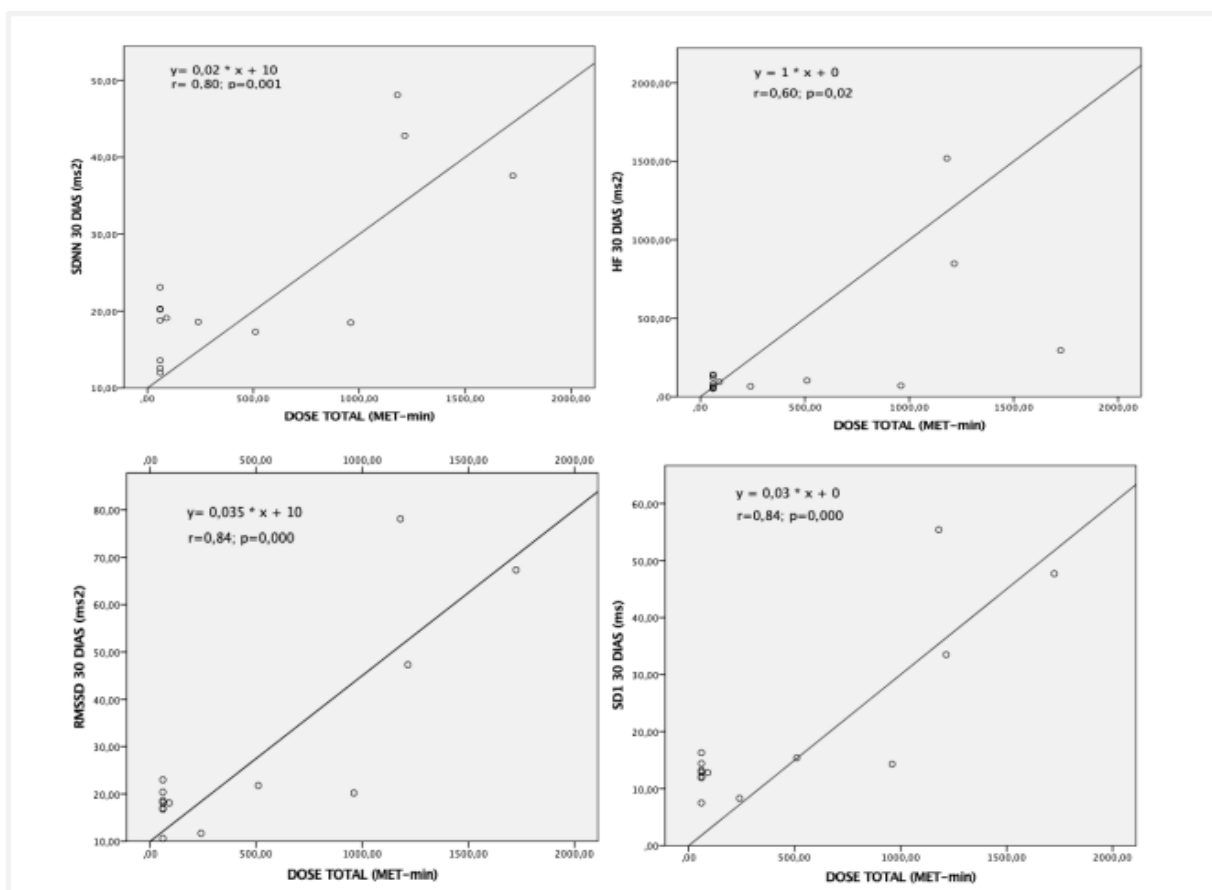 y= 0,02 * x + 10
r= 0,80; p=0,001
50,00
40,00
30,00
20,00
10,00
SDNN 30 DIAS (ms2)
,00 500,00 1000,00 1500,00 2000,00
DOSE TOTAL (MET-min)
y = 1 * x + 0
r=0,60; p=0,02
2000,00
1500,00
1000,00
500,00
,00
HF 30 DIAS (ms2)
,00 500,00 1000,00 1500,00 2000,00
DOSE TOTAL (MET-min)
,00 500,00 1000,00 1500,00 2000,00
y= 0,035 * x + 10
r=0,84; p=0,000
80,00
70,00
60,00
50,00
40,00
30,00
20,00
10,00
RMSSD 30 DIAS (ms2)
,00 500,00 1000,00 1500,00 2000,00
DOSE TOTAL (MET-min)
y = 0,03 * x + 0
r=0,84; p=0,000
60,00
50,00
40,00
30,00
20,00
10,00
,00
SD1 30 DIAS (ms)
,00 500,00 1000,00 1500,00 2000,00
DOSE TOTAL (MET-min)